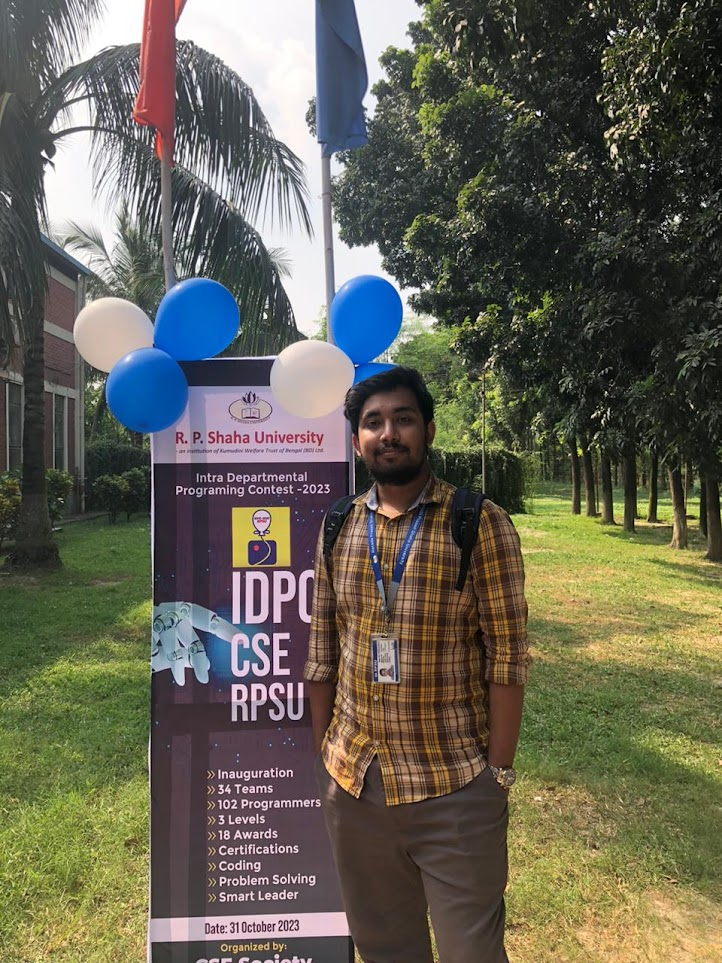 R. P. Shaha University
- an institution of Kumudini Welfare Trust of Bengal (BD) Ltd.
Intra Departmental
Programing Contest -2023
IDPC
CSE
RPSU
» Inauguration
» 34 Teams
» 102 Programmers
» 3 Levels
» 18 Awards
» Certifications
» Coding
» Problem Solving
» Smart Leader
Date: 31 October 2023
Organized by:
CSE Society